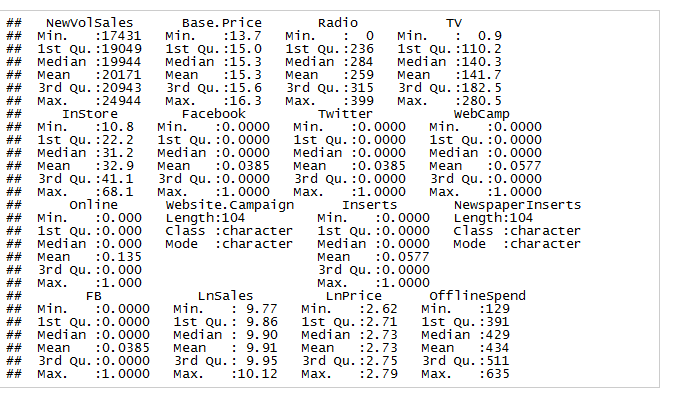 ##   NewVolSales      Base.Price       Radio           TV
##  Min.   :17431   Min.   :13.7   Min.   :  0   Min.   :  0.9
##  1st Qu.:19049   1st Qu.:15.0   1st Qu.:236   1st Qu.:110.2
##  Median :19944   Median :15.3   Median :284   Median :140.3
##  Mean   :20171   Mean   :15.3   Mean   :259   Mean   :141.7
##  3rd Qu.:20943   3rd Qu.:15.6   3rd Qu.:315   3rd Qu.:182.5
##  Max.   :24944   Max.   :16.3   Max.   :399   Max.   :280.5
##     InStore        Facebook         Twitter          WebCamp
##  Min.   :10.8   Min.   :0.0000   Min.   :0.0000   Min.   :0.0000
##  1st Qu.:22.2   1st Qu.:0.0000   1st Qu.:0.0000   1st Qu.:0.0000
##  Median :31.2   Median :0.0000   Median :0.0000   Median :0.0000
##  Mean   :32.9   Mean   :0.0385   Mean   :0.0385   Mean   :0.0577
##  3rd Qu.:41.1   3rd Qu.:0.0000   3rd Qu.:0.0000   3rd Qu.:0.0000
##  Max.   :68.1   Max.   :1.0000   Max.   :1.0000   Max.   :1.0000
##      Online      Website.Campaign      Inserts       NewspaperInserts
##  Min.   :0.000   Length:104         Min.   :0.0000   Length:104
##  1st Qu.:0.000   Class :character   1st Qu.:0.0000   Class :character
##  Median :0.000   Mode  :character   Median :0.0000   Mode  :character
##  Mean   :0.135                      Mean   :0.0577
##  3rd Qu.:0.000                      3rd Qu.:0.0000
##  Max.   :1.000                      Max.   :1.0000
##        FB            LnSales         LnPrice      OfflineSpend
##  Min.   :0.0000   Min.   : 9.77   Min.   :2.62   Min.   :129
##  1st Qu.:0.0000   1st Qu.: 9.86   1st Qu.:2.71   1st Qu.:391
##  Median :0.0000   Median : 9.90   Median :2.73   Median :429
##  Mean   :0.0385   Mean   : 9.91   Mean   :2.73   Mean   :434
##  3rd Qu.:0.0000   3rd Qu.: 9.95   3rd Qu.:2.75   3rd Qu.:511
##  Max.   :1.0000   Max.   :10.12   Max.   :2.79   Max.   :635